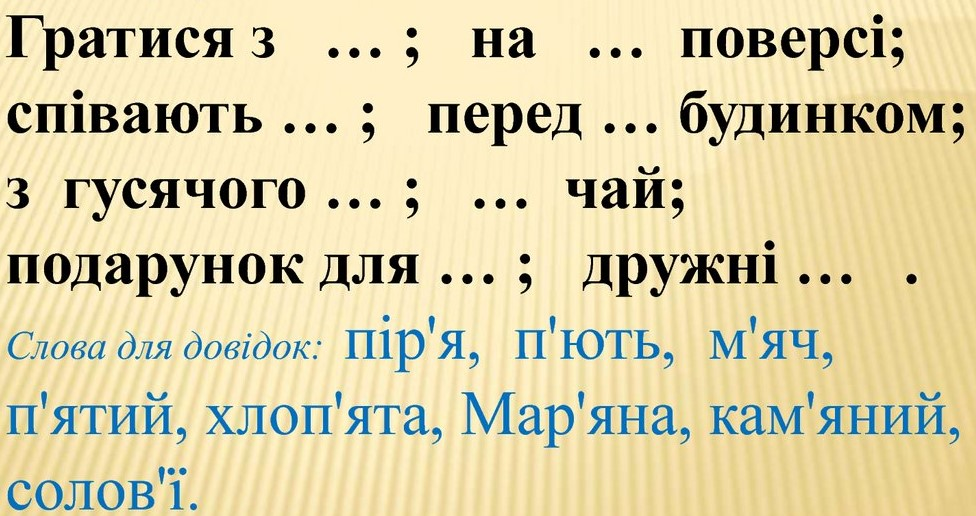 Гратися з … ; на … поверсі;
співають … ; перед … будинком;
з гусячого … ; … чай;
подарунок для … ; дружні … .
Слова для довідок: пір'я, п'ють, м'яч,
п'ятий, хлоп'ята, Мар'яна, кам'яний,
солов'ї.